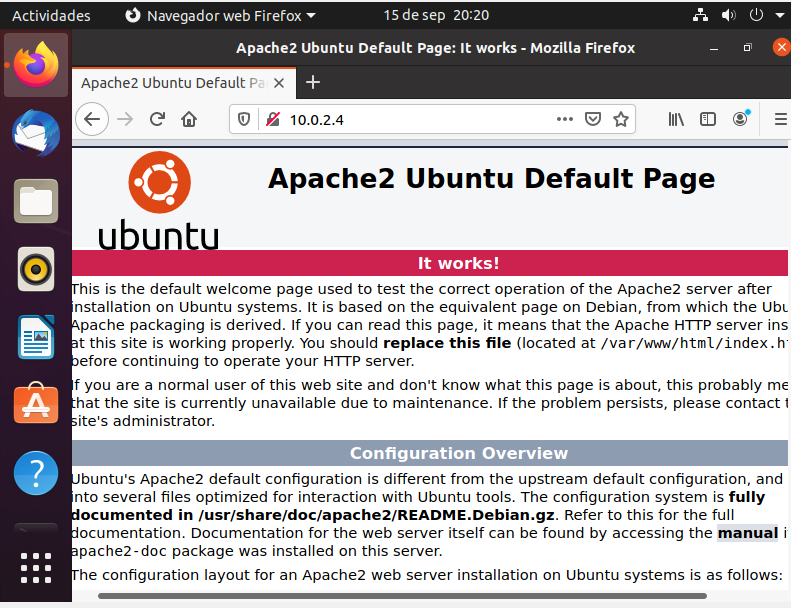 Actividades
Navegador web Firefox
15 de sep 20:20
Apache2 Ubuntu Default Page: It works - Mozilla Firefox
Apache2 Ubuntu Default Pa
10.0.2.4
ubuntu
Apache2 Ubuntu Default Page
It works!
This is the default welcome page used to test the correct operation of the Apache2 server after
installation on Ubuntu systems. It is based on the equivalent page on Debian, from which the Ubu
Apache packaging is derived. If you can read this page, it means that the Apache HTTP server ins
at this site is working properly. You should replace this file (located at /var/www/html/index.h
before continuing to operate your HTTP server.
If you are a normal user of this web site and don't know what this page is about, this probably me
that the site is currently unavailable due to maintenance. If the problem persists, please contact t
site's administrator.
Configuration Overview
Ubuntu's Apache2 default configuration is different from the upstream default configuration, and
into several files optimized for interaction with Ubuntu tools. The configuration system is fully
documented in /usr/share/doc/apache2/README.Debian.gz. Refer to this for the full
documentation. Documentation for the web server itself can be found by accessing the manual i
apache2-doc package was installed on this server.
The configuration layout for an Apache2 web server installation on Ubuntu systems is as follows: